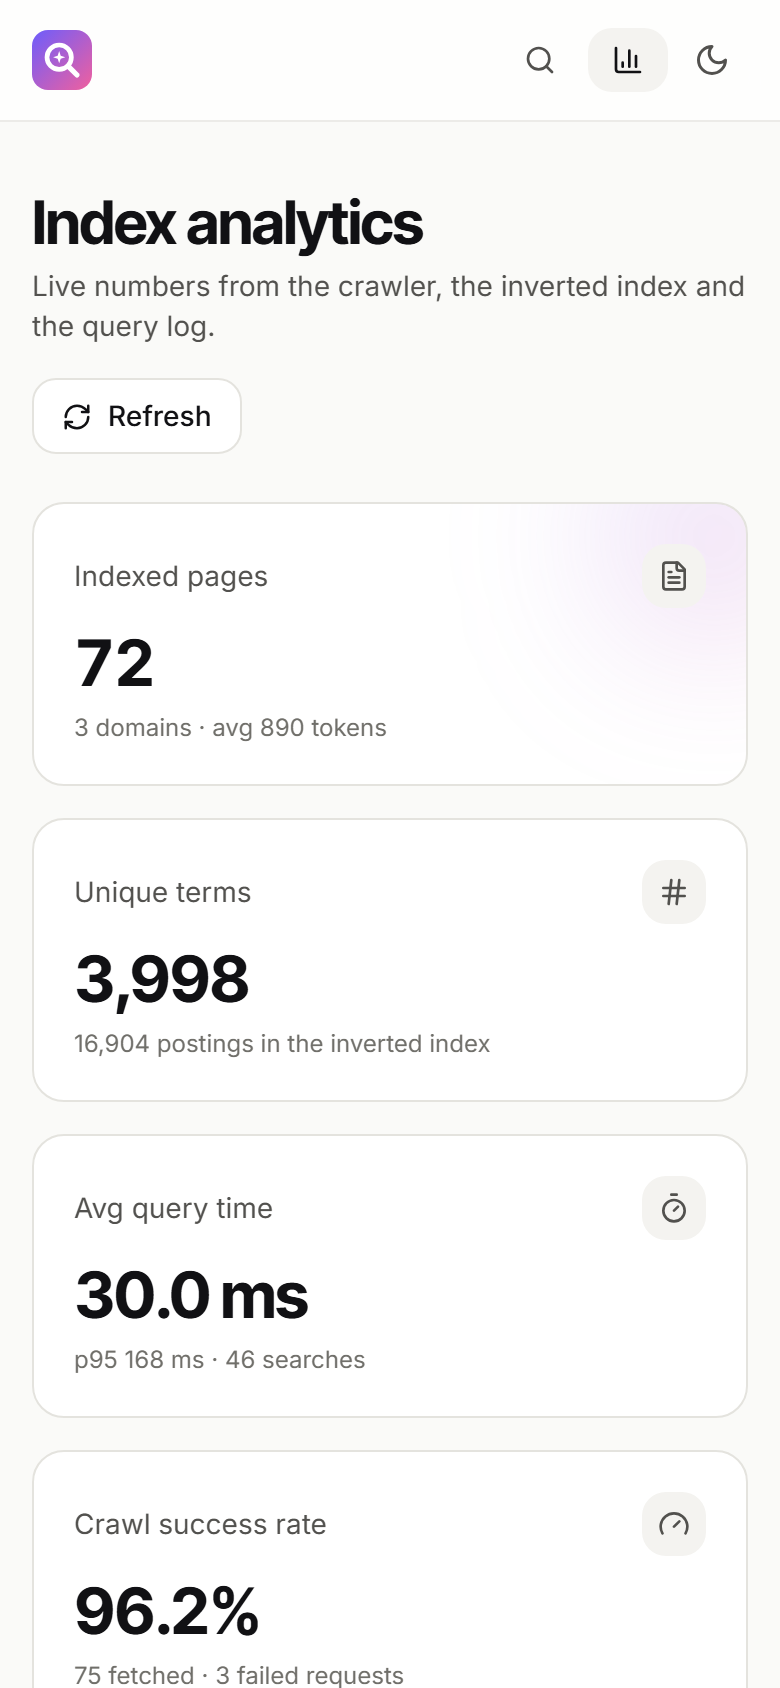 Index analytics
Live numbers from the crawler, the inverted index and
the query log.
Refresh
Indexed pages
72
3 domains · avg 890 tokens
Unique terms
3,998
16,904 postings in the inverted index
Avg query time
30.0 ms
p95 168 ms · 46 searches
Crawl success rate
96.2%
75 fetched · 3 failed requests